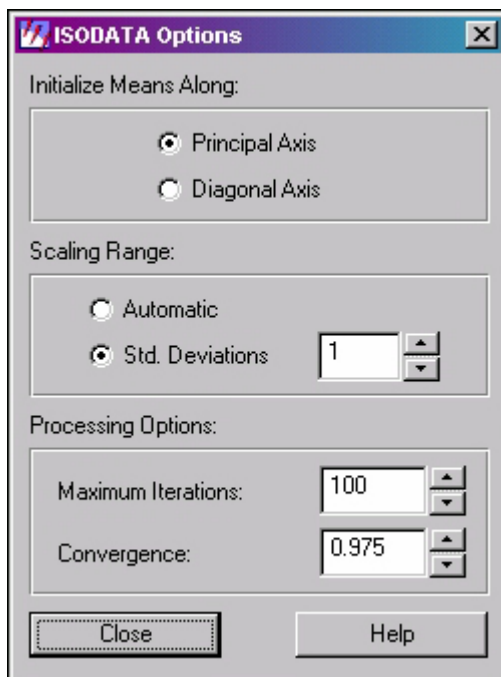 ISODATA Options
Initialize Means Along:
Principal Axis
Diagonal Axis
Scaling Range:
Automatic
Std. Deviations 1
Processing Options:
Maximum Iterations: 100
Convergence: 0.975
Close Help